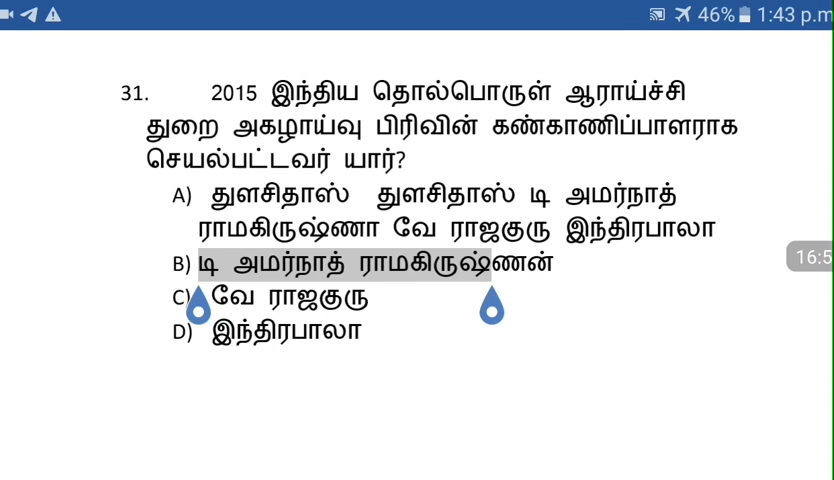 46% 1:43 p.m
31. 2015 இந்திய தொல்பொருள் ஆராய்ச்சி
துறை அகழாய்வு பிரிவின் கண்காணிப்பாளராக
செயல்பட்டவர் யார்?
A) துளசிதாஸ் துளசிதாஸ் டி அமர்நாத்
ராமகிருஷ்ணா வே ராஜகுரு இந்திரபாலா
B) டி அமர்நாத் ராமகிருஷ்ணன்
16:5
C) வே ராஜகுரு
D) இந்திரபாலா